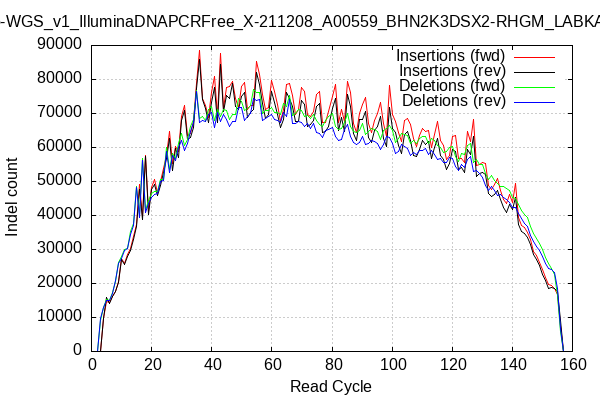 -WGS_v1_IlluminaDNAPCRFree_X-211208_A00559_BHN2K3DSX2-RHGM_LABKA
90000
80000
70000
60000
50000
40000
30000
20000
10000
0
Indel count
Insertions (fwd)
Insertions (rev)
Deletions (fwd)
Deletions (rev)
0 20 40 60 80 100 120 140 160
Read Cycle